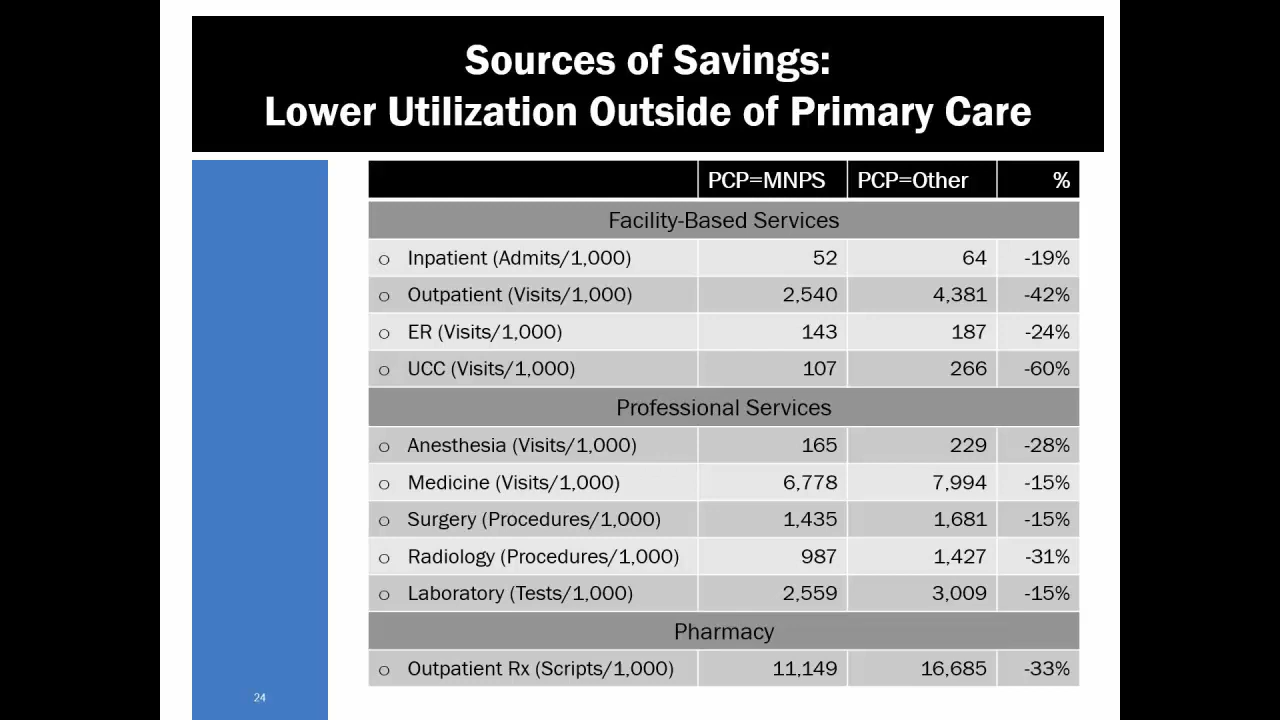 Sources of Savings:
Lower Utilization Outside of Primary Care
PCP=MNPS PCP=Other %
Facility-Based Services
o Inpatient (Admits/1,000) 52 64 -19%
o Outpatient (Visits/1,000) 2,540 4,381 -42%
o ER (Visits/1,000) 143 187 -24%
o UCC (Visits/1,000) 107 266 -60%
Professional Services
o Anesthesia (Visits/1,000) 165 229 -28%
o Medicine (Visits/1,000) 6,778 7,994 -15%
o Surgery (Procedures/1,000) 1,435 1,681 -15%
o Radiology (Procedures/1,000) 987 1,427 -31%
o Laboratory (Tests/1,000) 2,559 3,009 -15%
Pharmacy
o Outpatient Rx (Scripts/1,000) 11,149 16,685 -33%
24